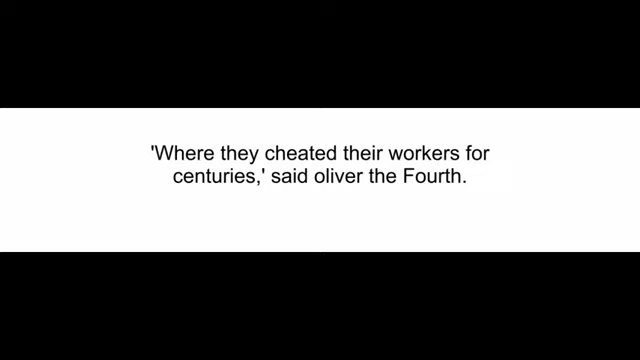 'Where they cheated their workers for
centuries,' said oliver the Fourth.